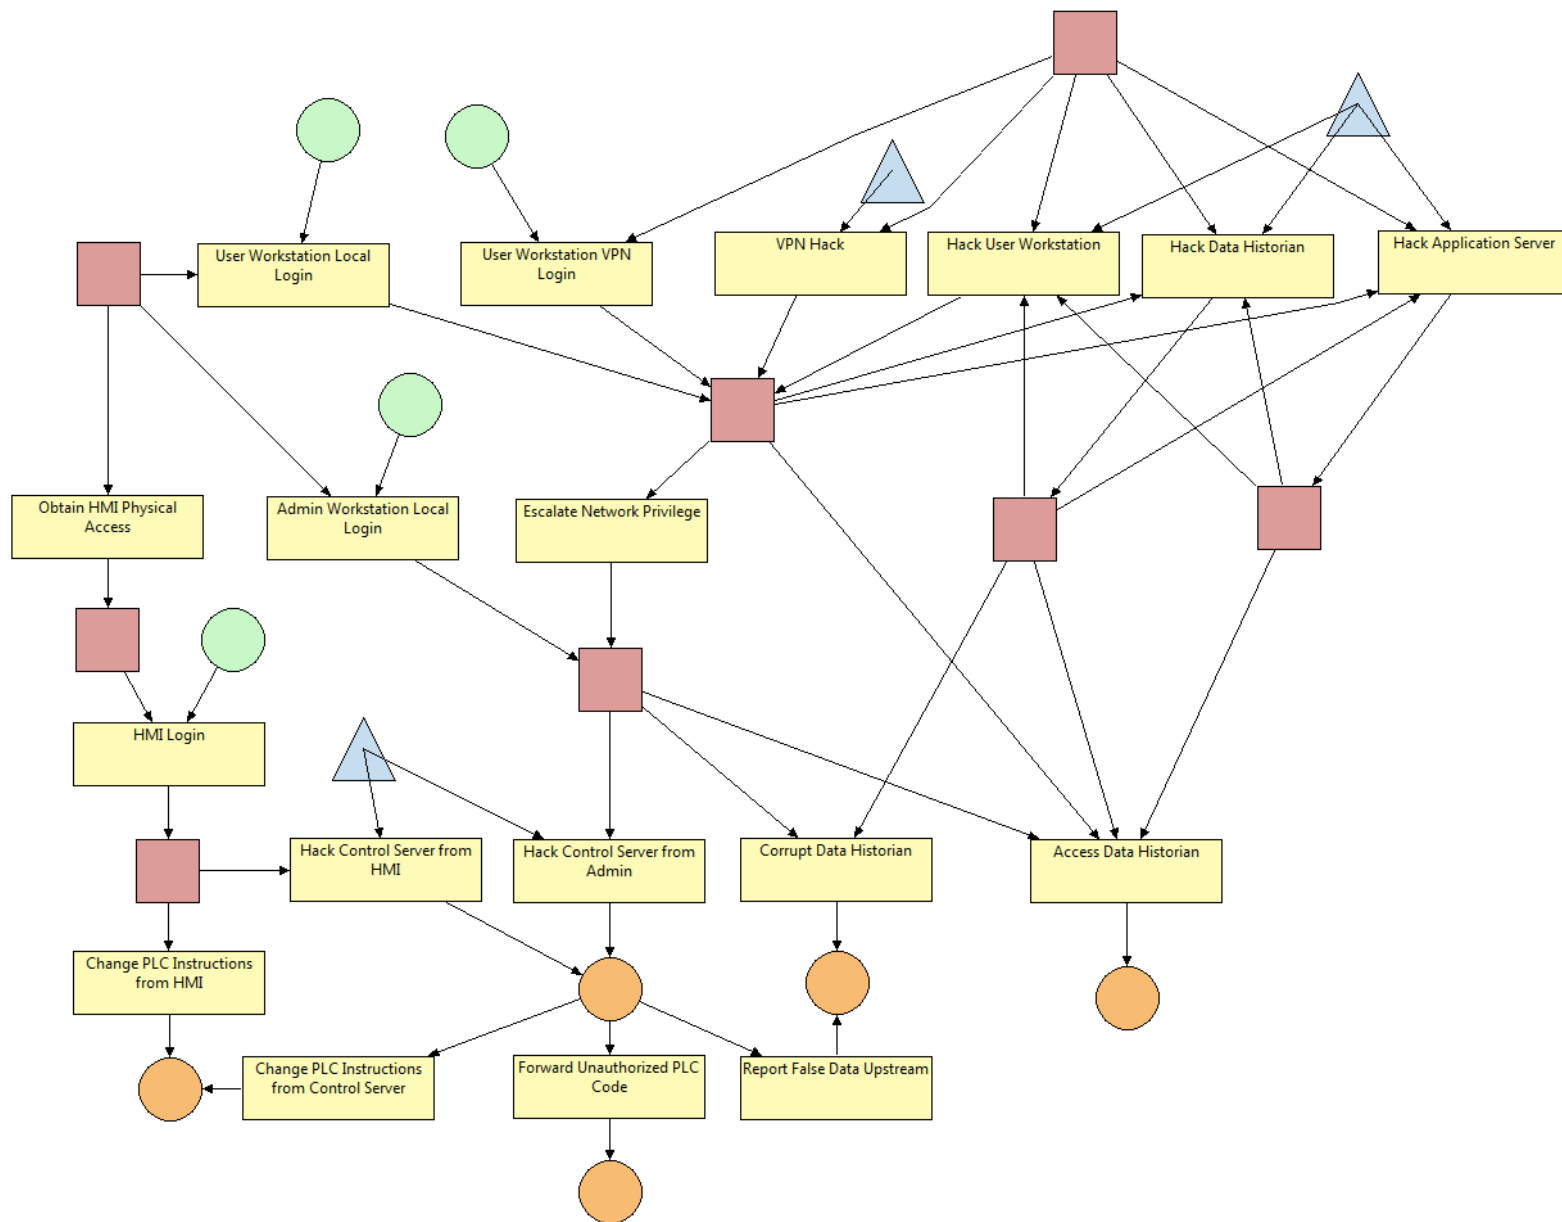 User Workstation Local
Login
User Workstation VPN
Login
VPN Hack
Hack User Workstation
Hack Data Historian
Hack Application Server
Obtain HMI Physical
Access
Admin Workstation Local
Login
Escalate Network Privilege
HMI Login
Hack Control Server from
HMI
Hack Control Server from
Admin
Corrupt Data Historian
Access Data Historian
Change PLC Instructions
from HMI
Change PLC Instructions
from Control Server
Forward Unauthorized PLC
Code
Report False Data Upstream